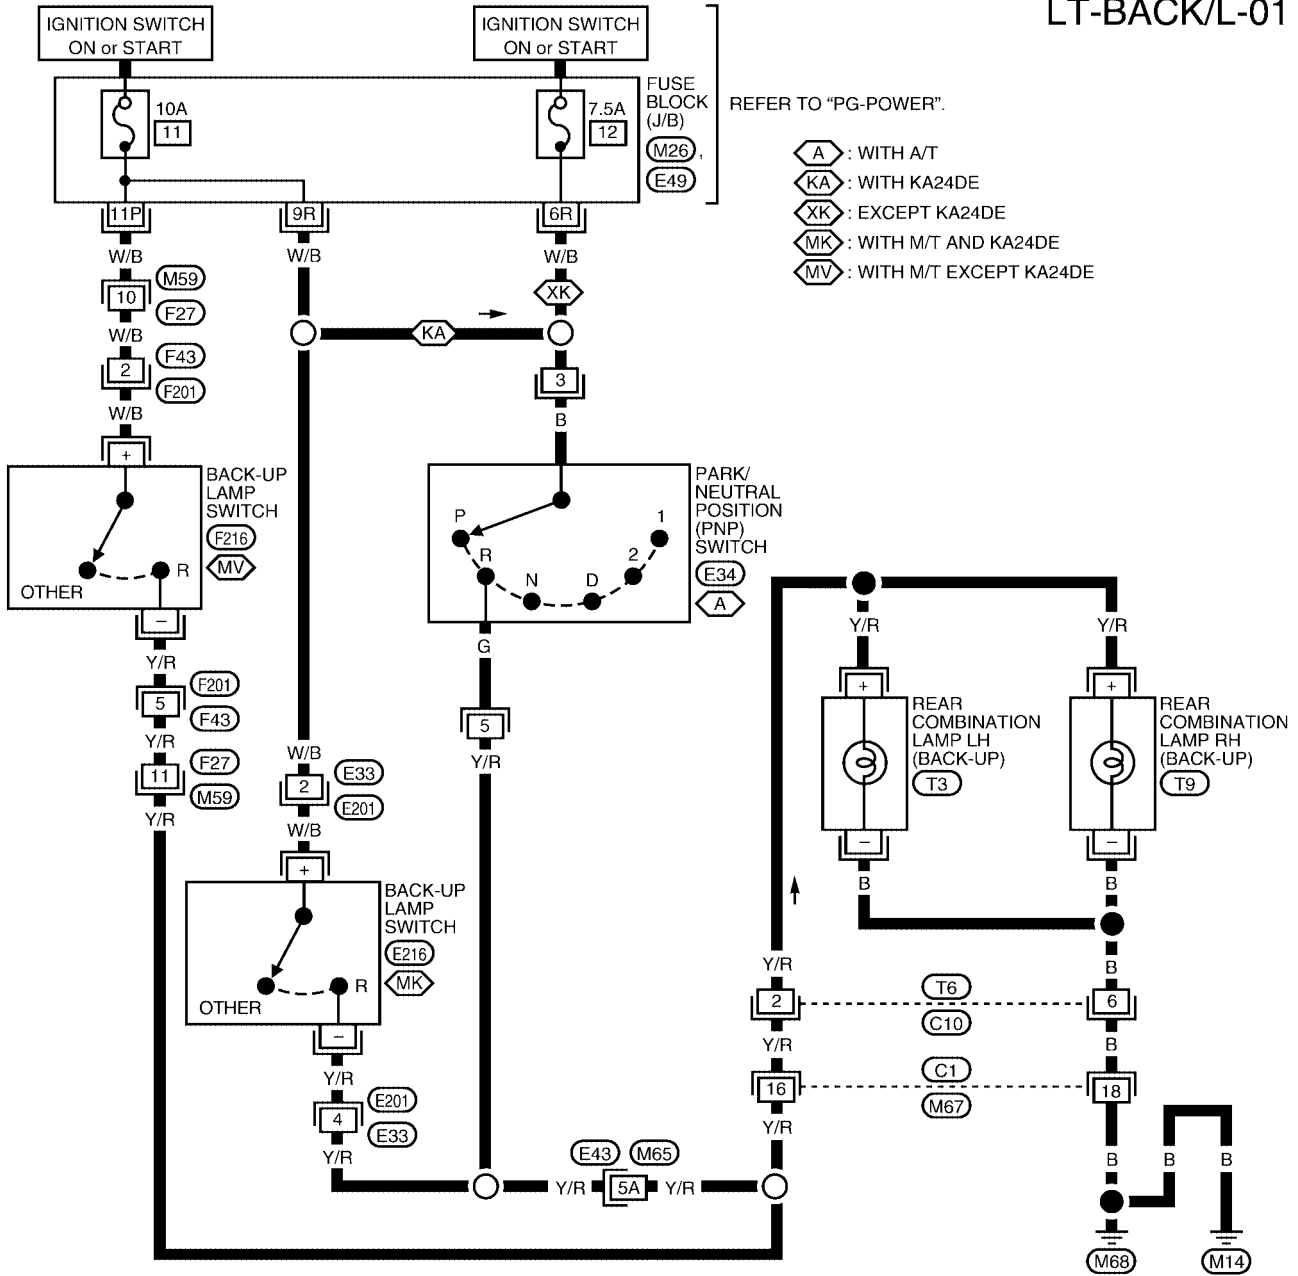 LT-BACK/L-01
IGNITION SWITCH
ON or START
IGNITION SWITCH
ON or START
10A
11
7.5A
12
FUSE
BLOCK
(J/B)
M26 ,
E49
REFER TO “PG-POWER”.
A : WITH A/T
KA : WITH KA24DE
XK : EXCEPT KA24DE
MK : WITH M/T AND KA24DE
MV : WITH M/T EXCEPT KA24DE
11P
9R
6R
W/B
W/B
W/B
10
M59
F27
XK
KA
W/B
2
F43
F201
3
W/B
B
+
BACK-UP
LAMP
SWITCH
F216
MV
OTHER
R
–
PARK/
NEUTRAL
POSITION
(PNP)
SWITCH
E34
A
P
R
N
D
2
1
G
5
Y/R
Y/R
5
F201
F43
Y/R
11
F27
M59
Y/R
W/B
2
E33
E201
W/B
+
BACK-UP
LAMP
SWITCH
E216
MK
OTHER
R
–
Y/R
4
E201
E33
Y/R
Y/R
E43
M65
5A
Y/R
Y/R
Y/R
+
+
REAR
COMBINATION
LAMP LH
(BACK-UP)
T3
REAR
COMBINATION
LAMP RH
(BACK-UP)
T9
–
–
B
B
Y/R
B
2
T6
C10
6
Y/R
B
16
C1
M67
18
Y/R
B
B
B
M68
M14